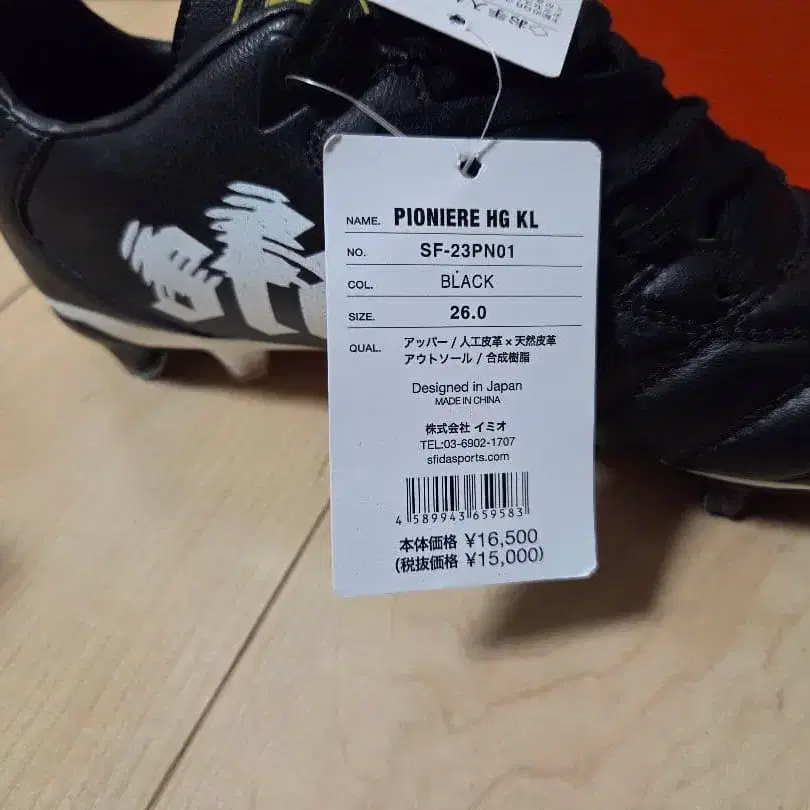 お手入
NAME. PIONIERE HG KL
NO. SF-23PN01
COL. BLACK
SIZE. 26.0
QUAL. アッパー / 人工皮革 × 天然皮革
アウトソール / 合成樹脂
Designed in Japan
MADE IN CHINA
株式会社 イミオ
TEL:03-6902-1707
sfidasports.com
4 589943 659583
本体価格 ¥16,500
(税抜価格 ¥15,000)